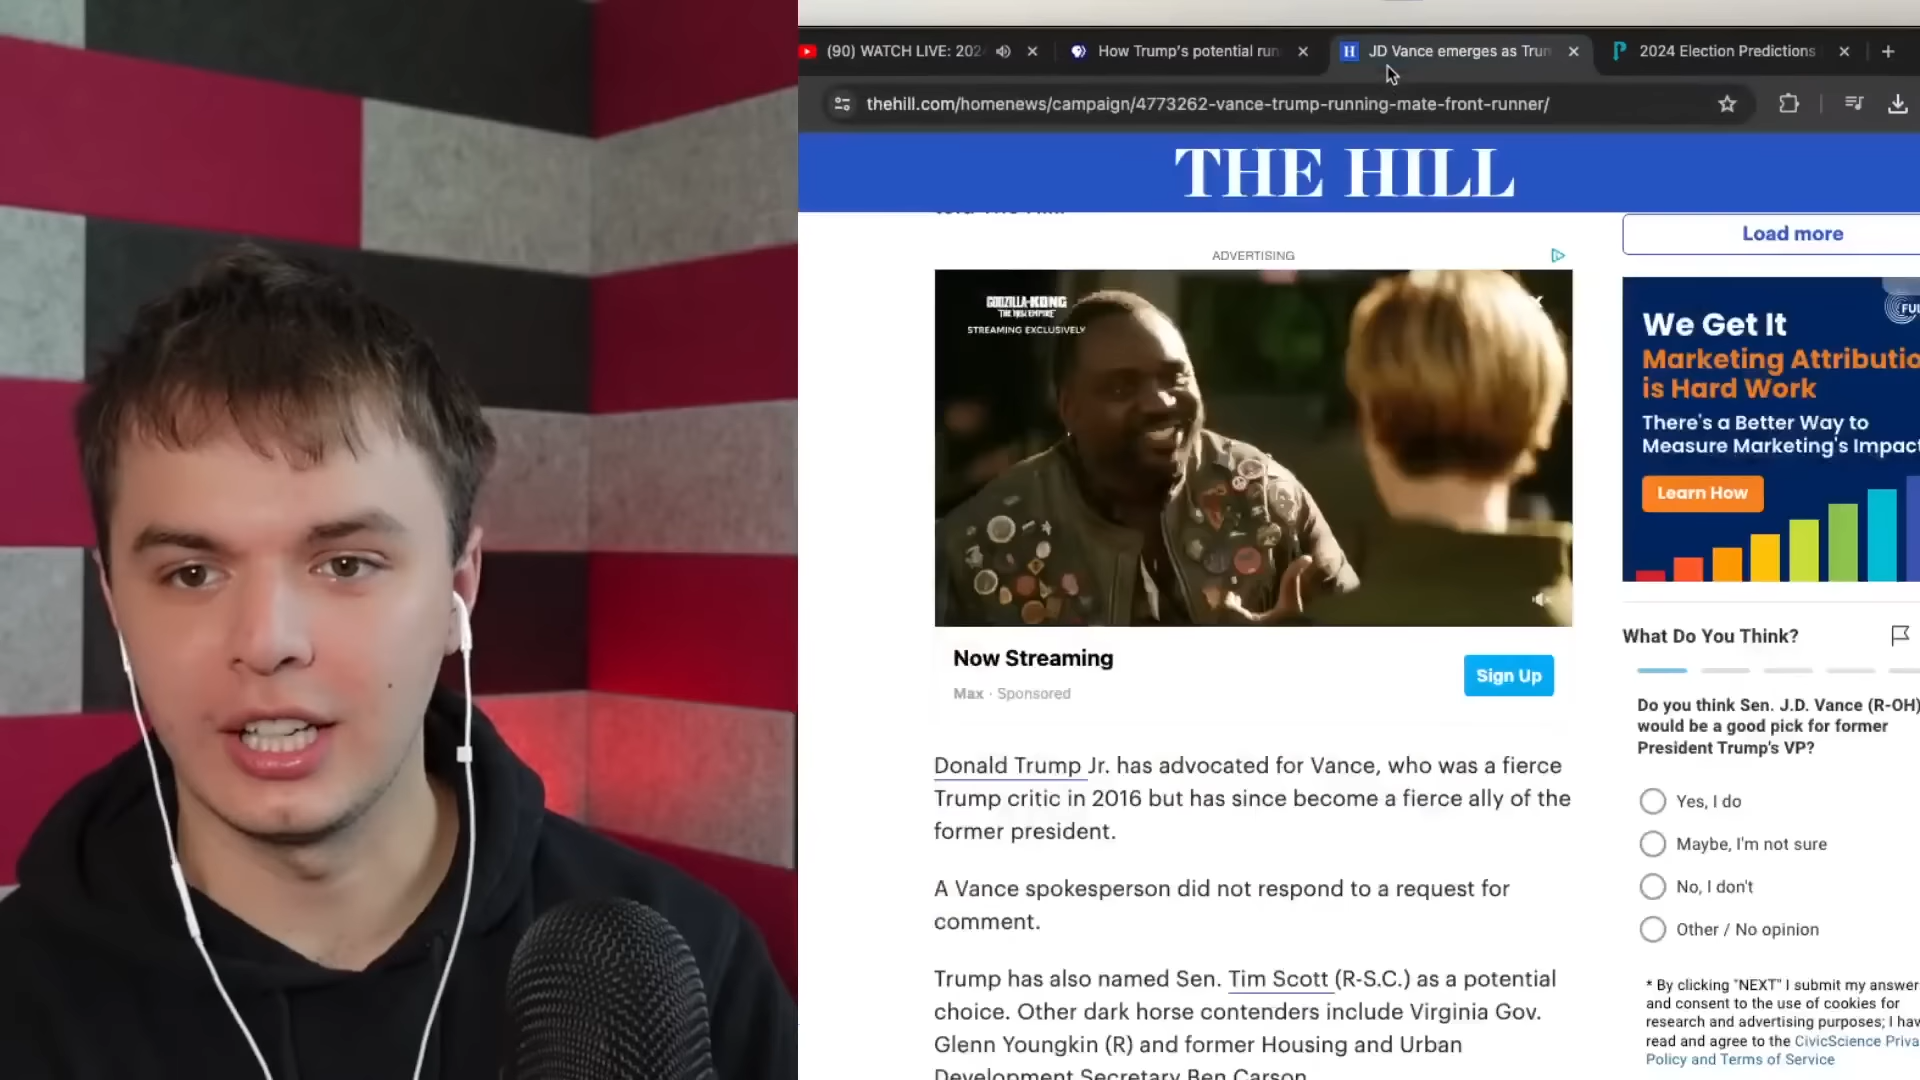 (90) WATCH LIVE: 202
How Trump's potential run
JD Vance emerges as Trum
2024 Election Predictions
thehill.com/homenews/campaign/4773262-vance-trump-running-mate-front-runner/
THE HILL
told The Hill.
ADVERTISING
GODZILLA KONG
THE NEW EMPIRE
STREAMING EXCLUSIVELY
Now Streaming
Max · Sponsored
Sign Up
Donald Trump Jr. has advocated for Vance, who was a fierce
Trump critic in 2016 but has since become a fierce ally of the
former president.
A Vance spokesperson did not respond to a request for
comment.
Trump has also named Sen. Tim Scott (R-S.C.) as a potential
choice. Other dark horse contenders include Virginia Gov.
Glenn Youngkin (R) and former Housing and Urban
Development Secretary Ben Carson.
Load more
FUL
We Get It
Marketing Attributio
is Hard Work
There's a Better Way to
Measure Marketing's Impact
Learn How
What Do You Think?
Do you think Sen. J.D. Vance (R-OH)
would be a good pick for former
President Trump's VP?
Yes, I do
Maybe, I'm not sure
No, I don't
Other / No opinion
* By clicking "NEXT" I submit my answer
and consent to the use of cookies for
research and advertising purposes; I hav
read and agree to the CivicScience Priva
Policy and Terms of Service